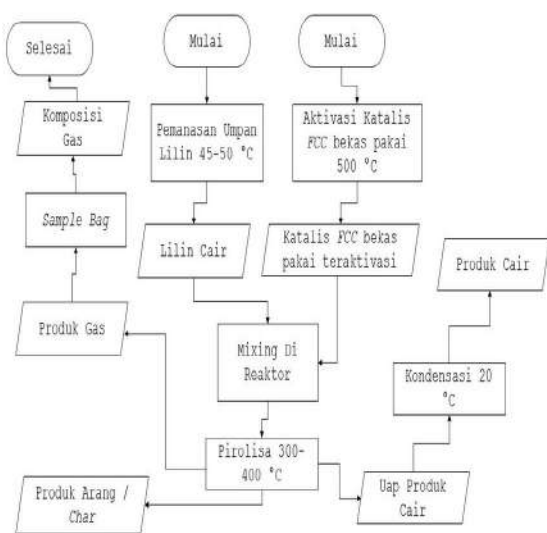 Selesai
Mulai
Mulai
Komposisi
Gas
Pemanasan Umpan
Lilin 45-50 °C
Aktivasi Katalis
FCC bekas pakai
500 °C
Sample Bag
Lilin Cair
Katalis FCC bekas
pakai teraktivasi
Produk Cair
Produk Gas
Mixing Di
Reaktor
Kondensasi 20
°C
Pirolisa 300-
400 °C
Produk Arang /
Char
Uap Produk
Cair